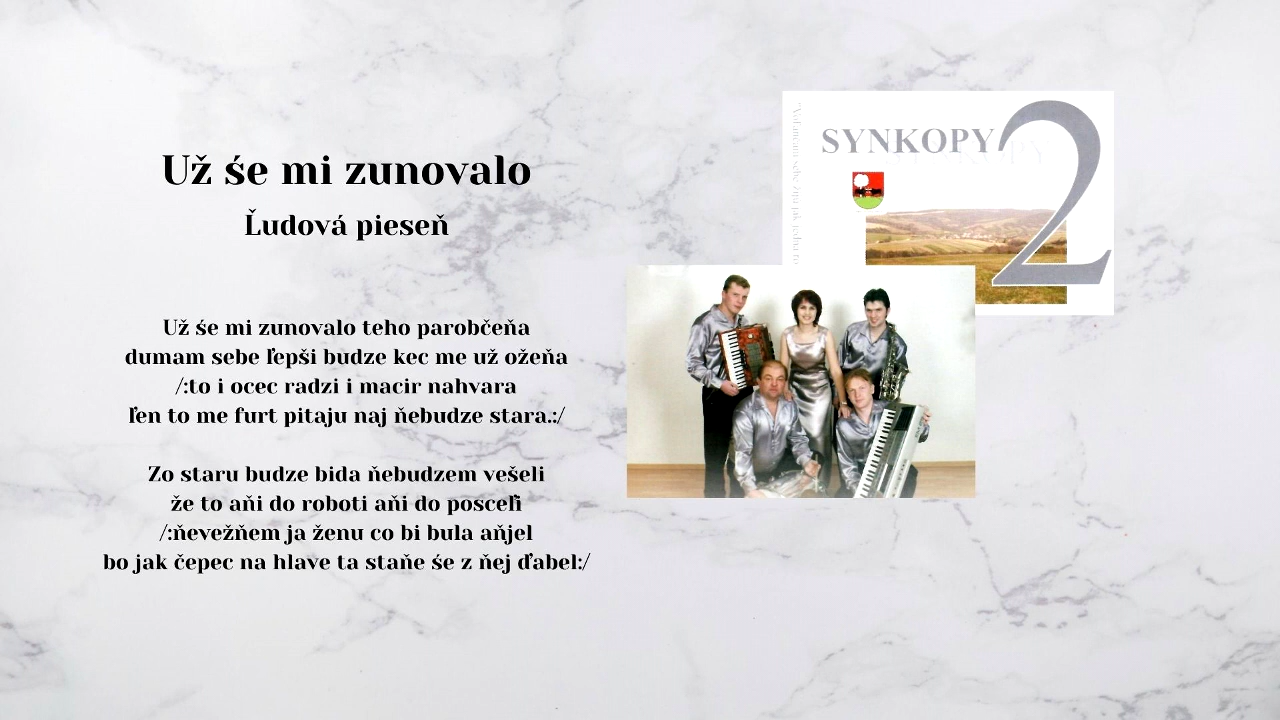 Už śe mi zunovalo
Ľudová pieseň
Už śe mi zunovalo teho parobčeňa
dumam sebe ľepši budze kec me už ožeňa
/:to i ocec radzi i macir nahvara
ľen to me furt pitaju naj ňebudze stara.:/
Zo staru budze bida ňebudzem vešeli
že to aňi do roboti aňi do posceľi
/:ňevežňem ja ženu co bi bula aňjel
bo jak čepec na hlave ta staňe śe z ňej ďabel:/
SYNKOPY 2